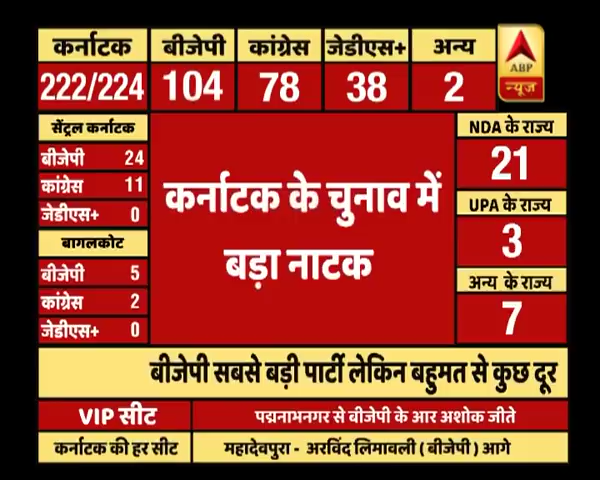 कर्नाटक
222/224
बीजेपी
104
कांग्रेस
78
जेडीएस+
38
अन्य
2
ABP
न्यूज़
सेंट्रल कर्नाटक
बीजेपी 24
कांग्रेस 11
जेडीएस+ 0
बागलकोट
बीजेपी 5
कांग्रेस 2
जेडीएस+ 0
कर्नाटक के चुनाव में
बड़ा नाटक
NDA के राज्य
21
UPA के राज्य
3
अन्य के राज्य
7
बीजेपी सबसे बड़ी पार्टी लेकिन बहुमत से कुछ दूर
VIP सीट
पद्मनाभनगर से बीजेपी के आर अशोक जीते
कर्नाटक की हर सीट
महादेवपुरा - अरविंद लिमावली ( बीजेपी ) आगे